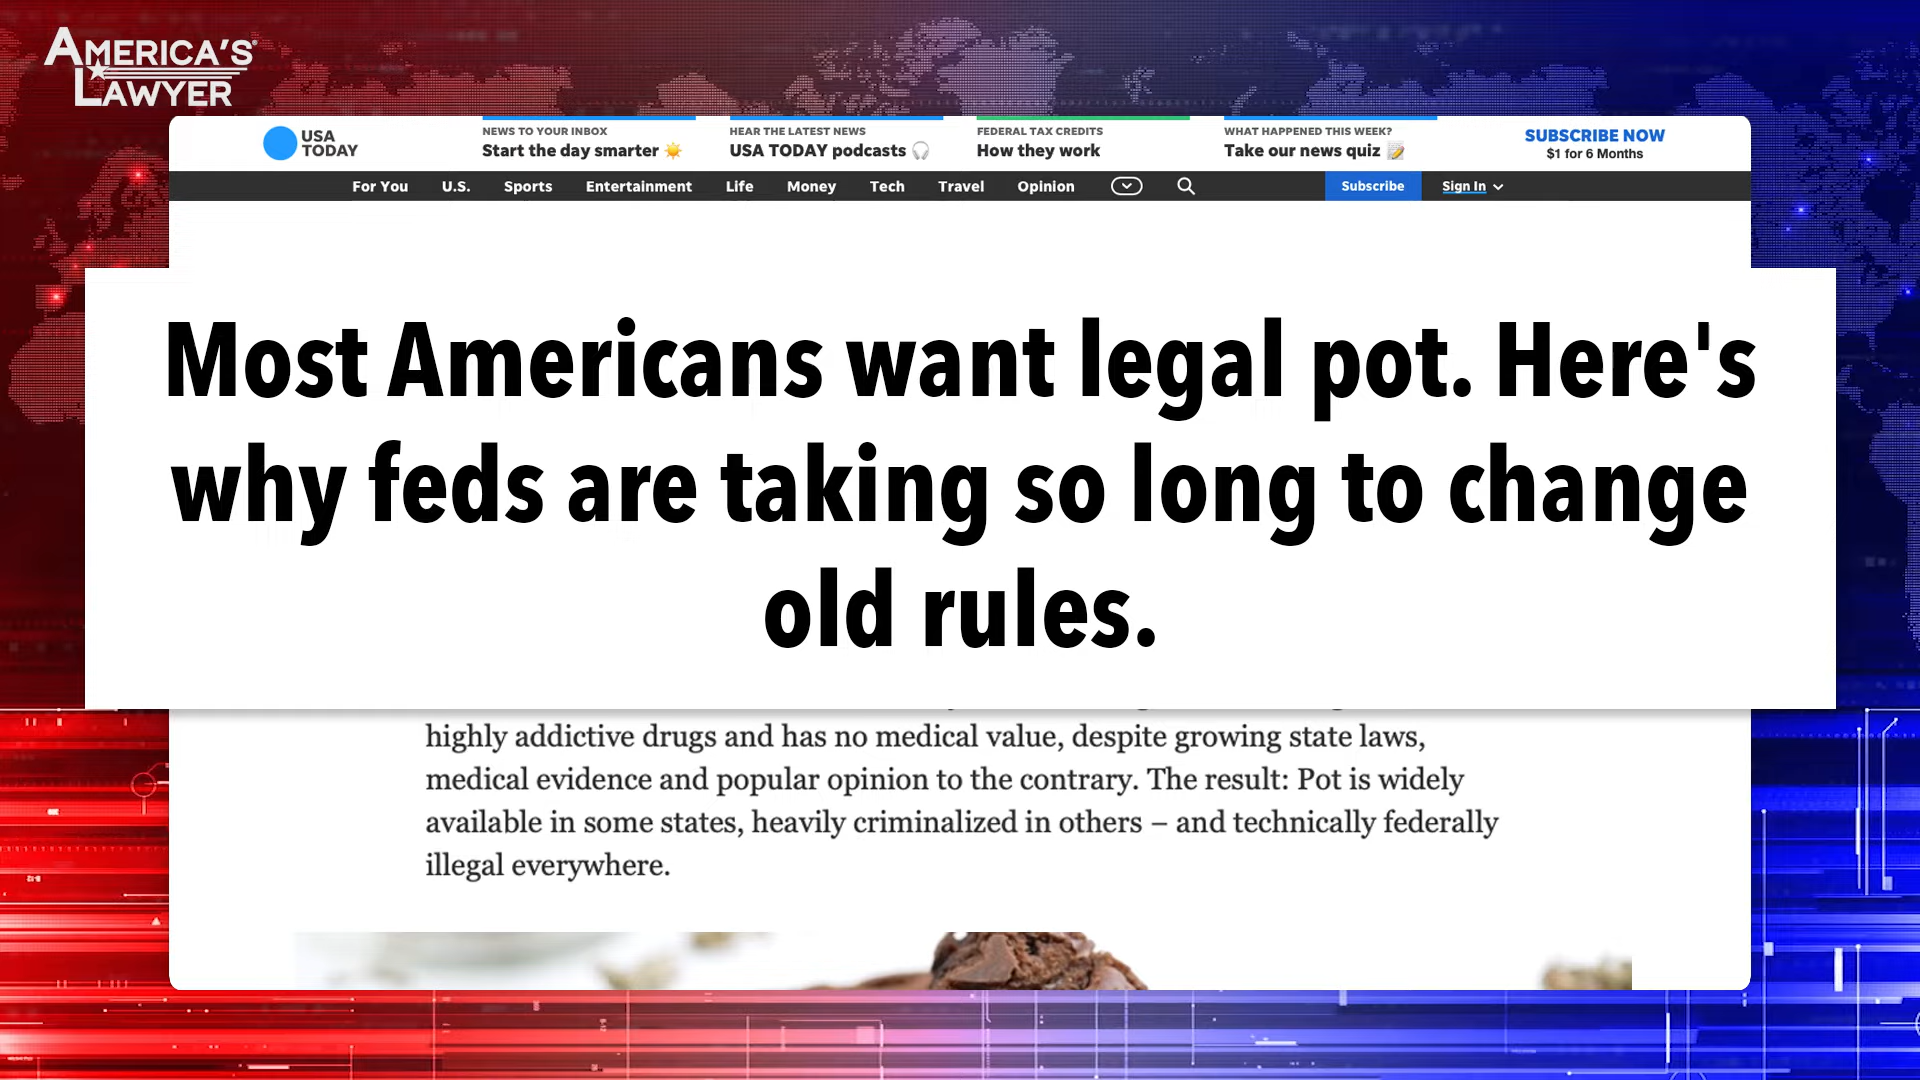 AMERICA'S
LAWYER
USA
TODAY
NEWS TO YOUR INBOX
Start the day smarter ☀️
HEAR THE LATEST NEWS
USA TODAY podcasts 🎧
FEDERAL TAX CREDITS
How they work
WHAT HAPPENED THIS WEEK?
Take our news quiz 📝
SUBSCRIBE NOW
$1 for 6 Months
For You U.S. Sports Entertainment Life Money Tech Travel Opinion Subscribe Sign In
Most Americans want legal pot. Here's
why feds are taking so long to change
old rules.
highly addictive drugs and has no medical value, despite growing state laws,
medical evidence and popular opinion to the contrary. The result: Pot is widely
available in some states, heavily criminalized in others – and technically federally
illegal everywhere.